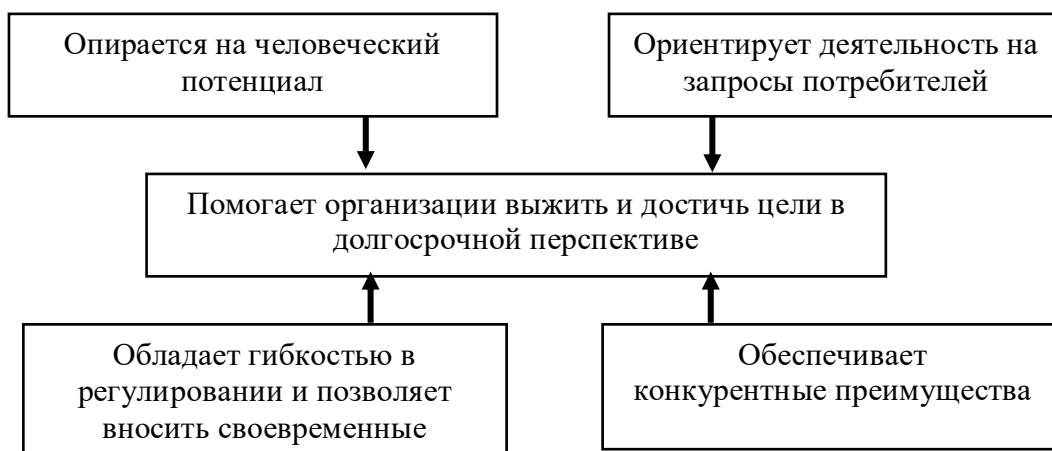 Опирается на человеческий
потенциал
Ориентирует деятельность на
запросы потребителей
Помогает организации выжить и достичь цели в
долгосрочной перспективе
Обладает гибкостью в
регулировании и позволяет
вносить своевременные
Обеспечивает
конкурентные преимущества